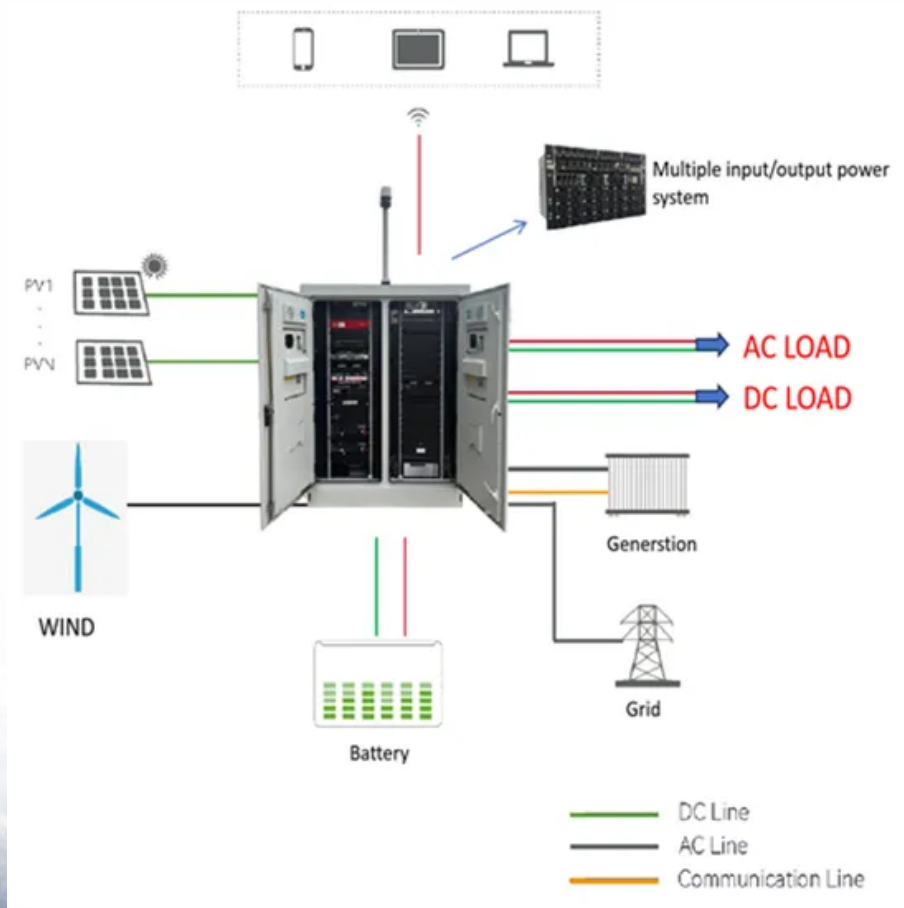 Multiple input/output power
system
PV1
PVN
AC LOAD
DC LOAD
Generstion
WIND
Grid
Battery
DC Line
AC Line
Communication Line